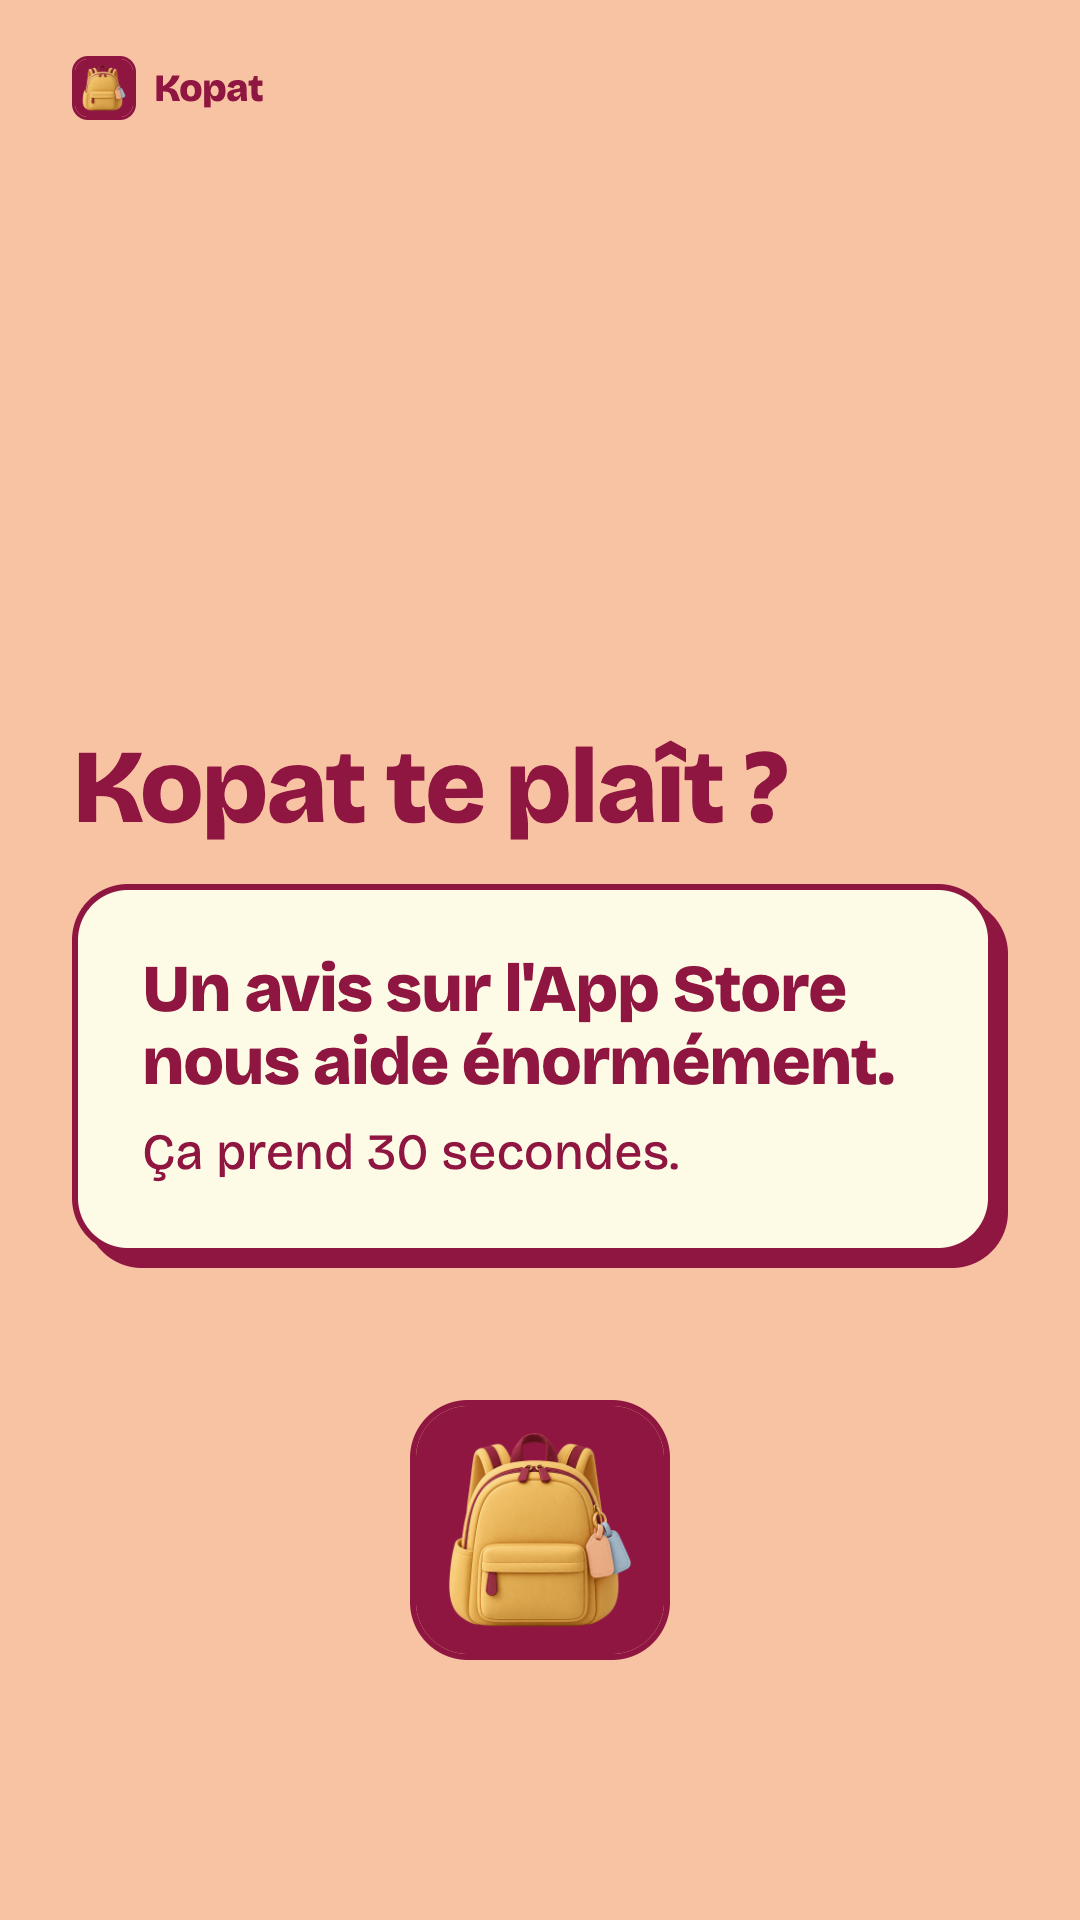 Kopat
Kopat te plaît ?
Un avis sur l'App Store
nous aide énormément.
Ça prend 30 secondes.